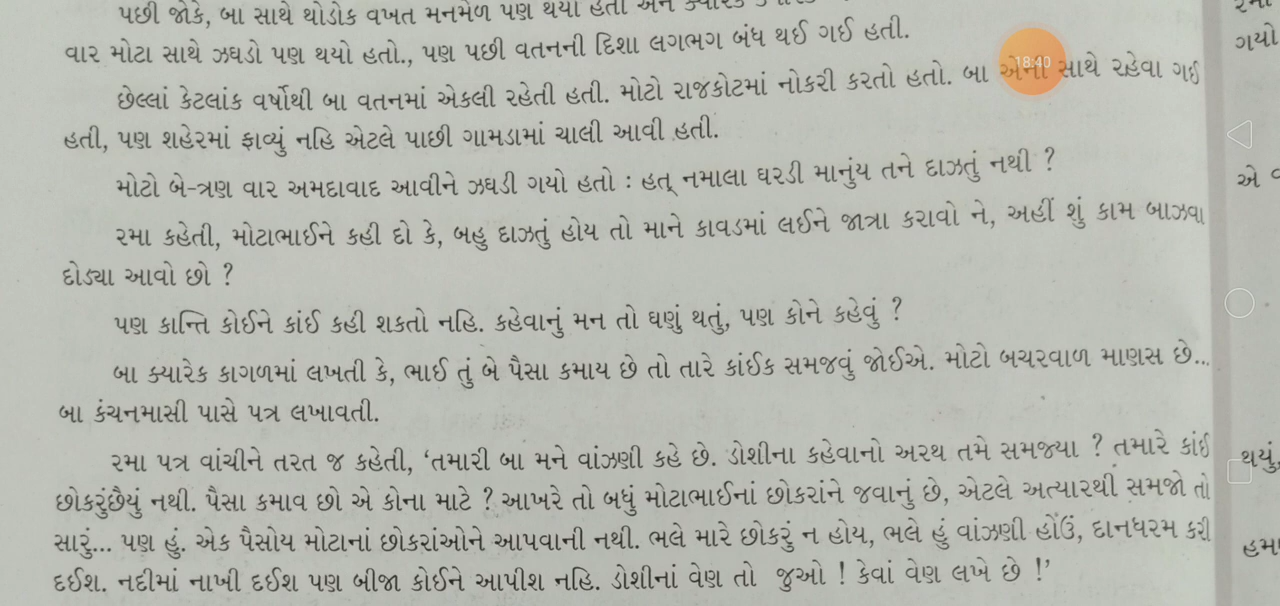 પછી જોકે, બા સાથે થોડોક વખત મનમેળ પણ થયો હતો અને ક્યારેક
વાર મોટા સાથે ઝઘડો પણ થયો હતો., પણ પછી વતનની દિશા લગભગ બંધ થઈ ગઈ હતી.
18:40
છેલ્લાં કેટલાંક વર્ષોથી બા વતનમાં એકલી રહેતી હતી. મોટો રાજકોટમાં નોકરી કરતો હતો. બા એની સાથે રહેવા ગઈ
હતી, પણ શહેરમાં ફાવ્યું નહિ એટલે પાછી ગામડામાં ચાલી આવી હતી.
મોટો બે-ત્રણ વાર અમદાવાદ આવીને ઝઘડી ગયો હતો : હત્ નમાલા ઘરડી માનુંય તને દાઝતું નથી ?
રમા કહેતી, મોટાભાઈને કહી દો કે, બહુ દાઝતું હોય તો માને કાવડમાં લઈને જાત્રા કરાવો ને, અહીં શું કામ બાઝવા
દોડ્યા આવો છો ?
પણ કાન્તિ કોઈને કાંઈ કહી શકતો નહિ. કહેવાનું મન તો ઘણું થતું, પણ કોને કહેવું ?
બા ક્યારેક કાગળમાં લખતી કે, ભાઈ તું બે પૈસા કમાય છે તો તારે કાંઈક સમજવું જોઈએ. મોટો બચરવાળ માણસ છે...
બા કંચનમાસી પાસે પત્ર લખાવતી.
રમા પત્ર વાંચીને તરત જ કહેતી, ‘તમારી બા મને વાંઝણી કહે છે. ડોશીના કહેવાનો અરથ તમે સમજ્યા ? તમારે કાંઈ
છોકરુંછૈયું નથી. પૈસા કમાવ છો એ કોના માટે ? આખરે તો બધું મોટાભાઈનાં છોકરાંને જવાનું છે, એટલે અત્યારથી સમજો તો
સારું... પણ હું. એક પૈસોય મોટાનાં છોકરાંઓને આપવાની નથી. ભલે મારે છોકરું ન હોય, ભલે હું વાંઝણી હોઉં, દાનધરમ કરી
દઈશ. નદીમાં નાખી દઈશ પણ બીજા કોઈને આપીશ નહિ. ડોશીનાં વેણ તો જુઓ ! કેવાં વેણ લખે છે !’
ગયો
એ
થયું,